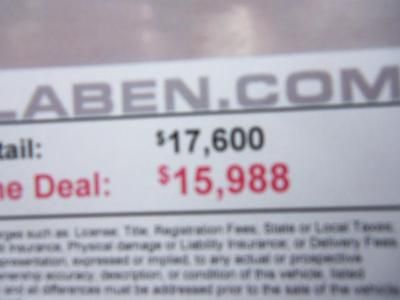 LABEN.COM
tail: $17,600
ne Deal: $15,988
rges such as: License, Title, Registration Fees, State or Local Taxes,
insurance, Physical damage or Liability Insurance, or Delivery Fees.
presentation, expressed or implied, to any actual or prospective
nership accuracy, description, or condition of this vehicle, listed
and all differences must be addressed prior to the sale of this vehicle